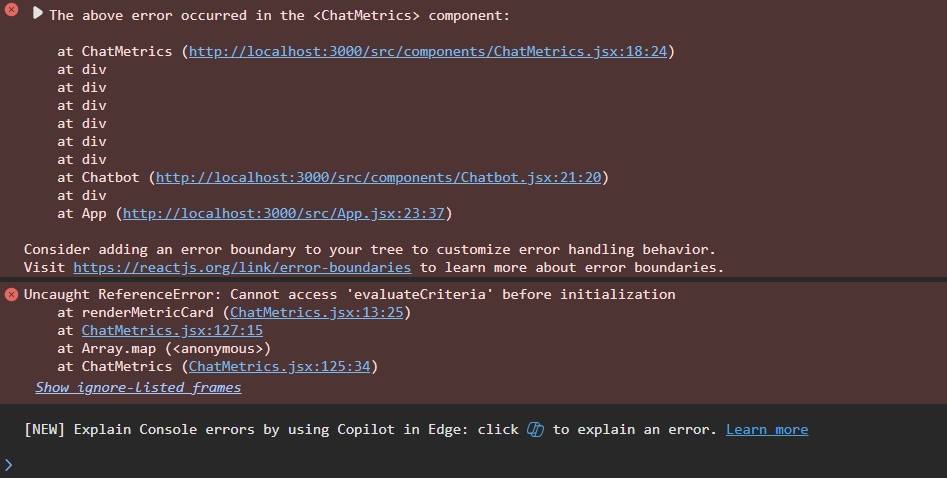 The above error occurred in the <ChatMetrics> component:
at ChatMetrics (http://localhost:3000/src/components/ChatMetrics.jsx:18:24)
at div
at div
at div
at div
at div
at div
at Chatbot (http://localhost:3000/src/components/Chatbot.jsx:21:20)
at div
at App (http://localhost:3000/src/App.jsx:23:37)
Consider adding an error boundary to your tree to customize error handling behavior.
Visit https://reactjs.org/link/error-boundaries to learn more about error boundaries.
Uncaught ReferenceError: Cannot access 'evaluateCriteria' before initialization
at renderMetricCard (ChatMetrics.jsx:13:25)
at ChatMetrics.jsx:127:15
at Array.map (<anonymous>)
at ChatMetrics (ChatMetrics.jsx:125:34)
Show ignore-listed frames
[NEW] Explain Console errors by using Copilot in Edge: click to explain an error. Learn more